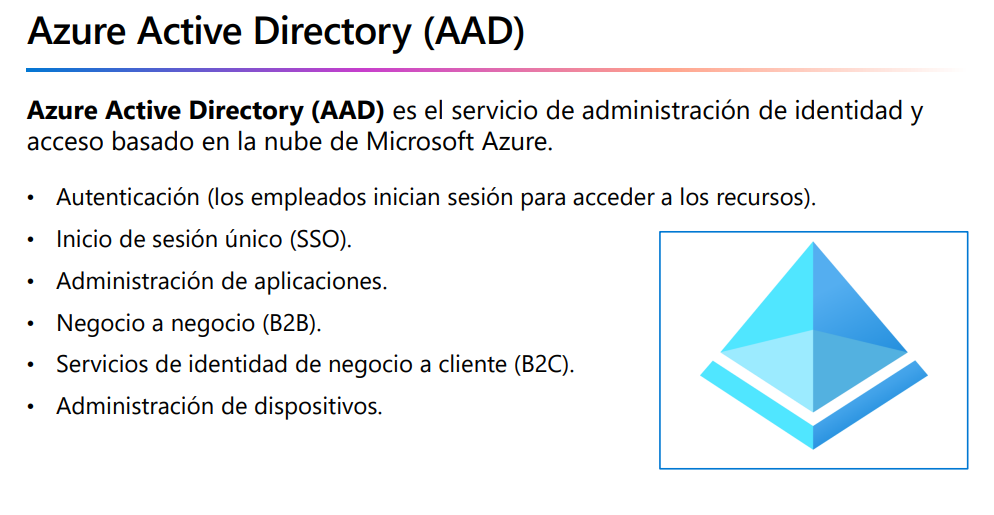 Azure Active Directory (AAD)
Azure Active Directory (AAD) es el servicio de administración de identidad y
acceso basado en la nube de Microsoft Azure.
• Autenticación (los empleados inician sesión para acceder a los recursos).
• Inicio de sesión único (SSO).
• Administración de aplicaciones.
• Negocio a negocio (B2B).
• Servicios de identidad de negocio a cliente (B2C).
• Administración de dispositivos.